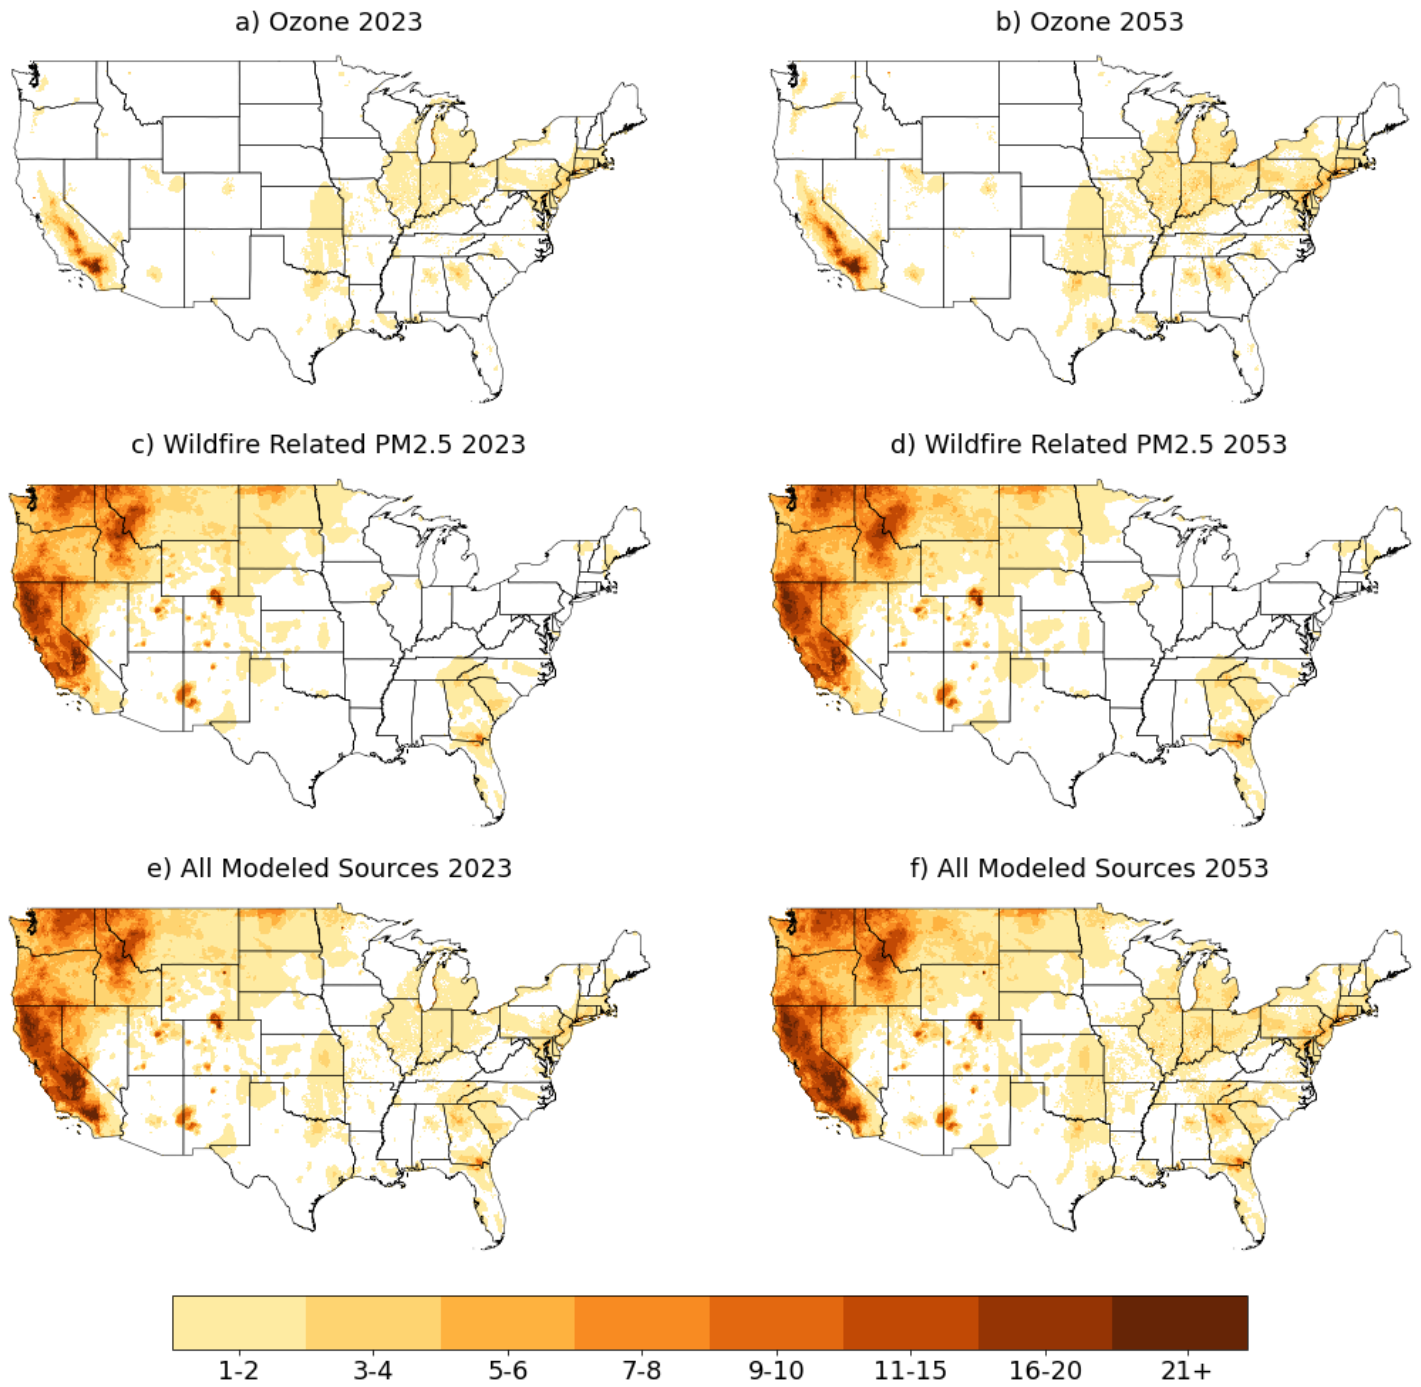 a) Ozone 2023
b) Ozone 2053
c) Wildfire Related PM2.5 2023
d) Wildfire Related PM2.5 2053
e) All Modeled Sources 2023
f) All Modeled Sources 2053
1-2 3-4 5-6 7-8 9-10 11-15 16-20 21+